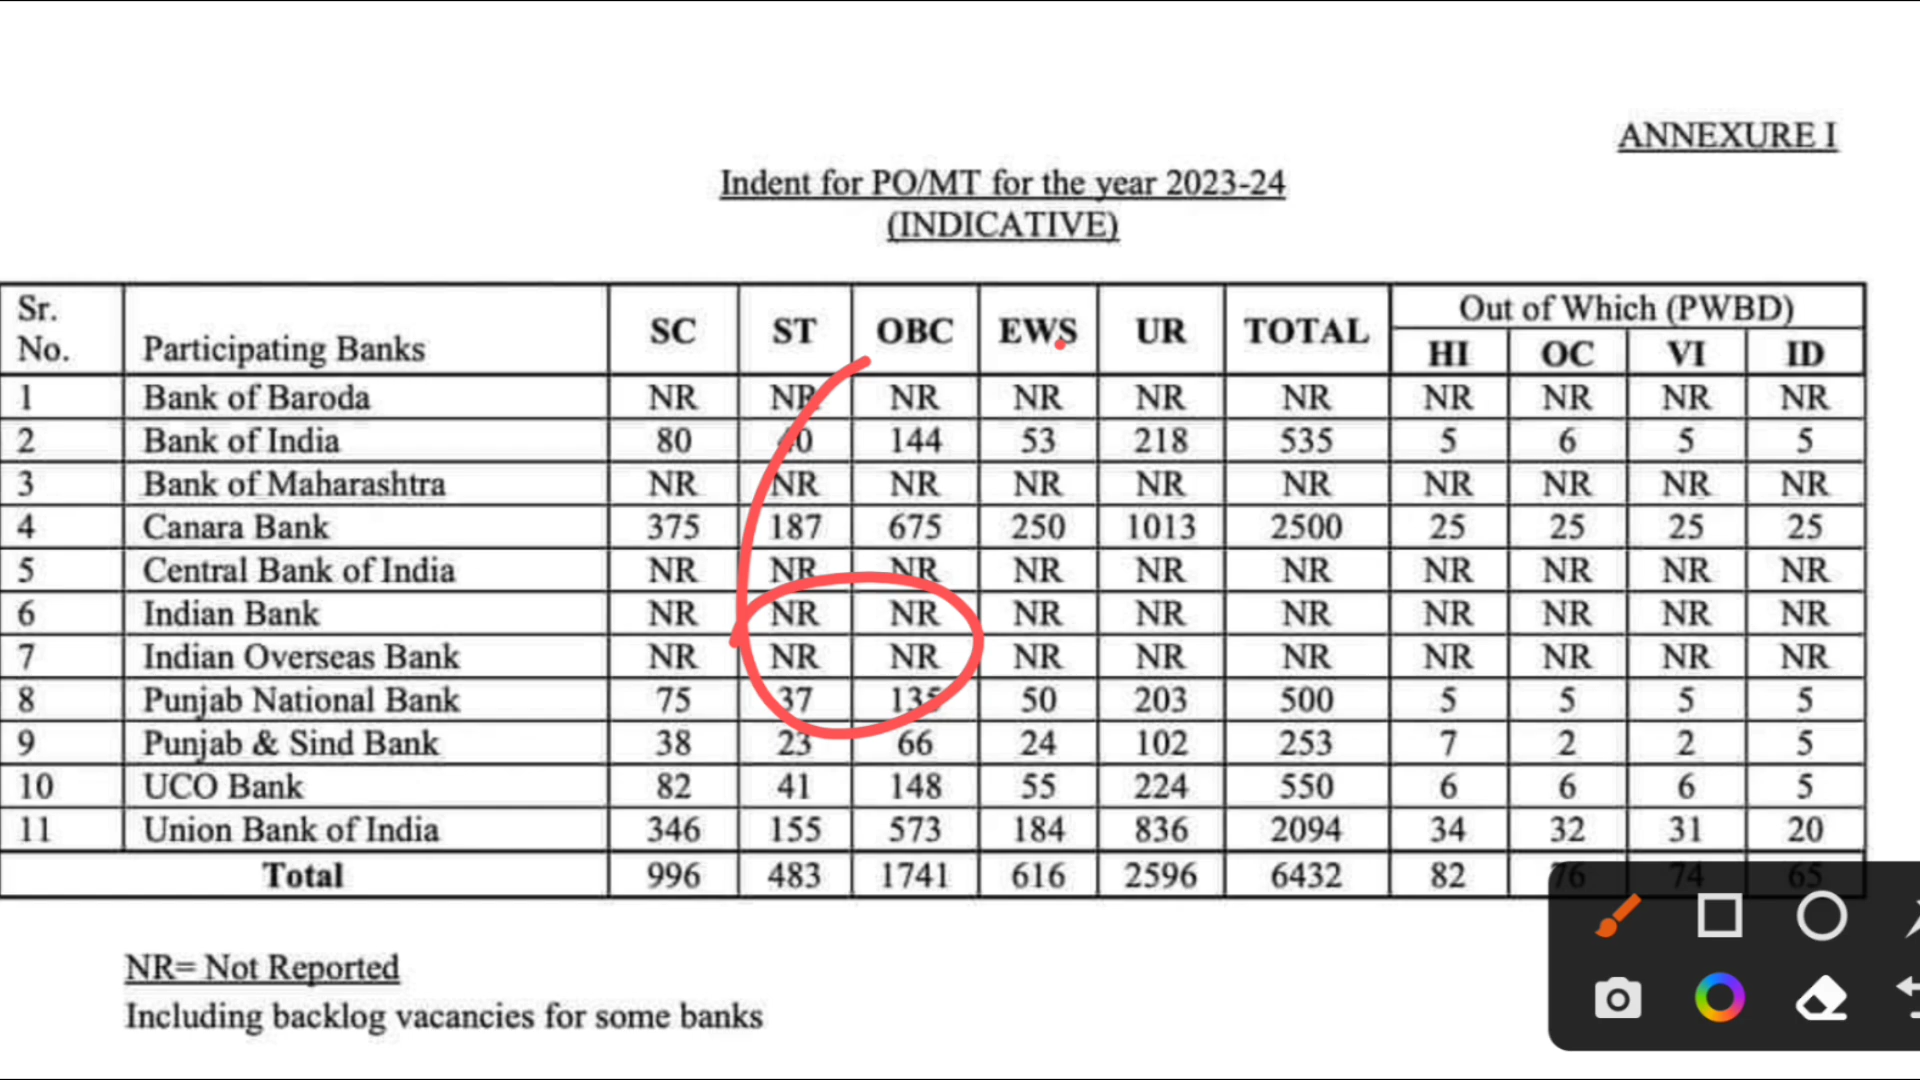 ANNEXURE I
Indent for PO/MT for the year 2023-24
(INDICATIVE)
Sr. No. Participating Banks SC ST OBC EWS UR TOTAL Out of Which (PWBD)
HI OC VI ID
1 Bank of Baroda NR NR NR NR NR NR NR NR NR NR
2 Bank of India 80 40 144 53 218 535 5 6 5 5
3 Bank of Maharashtra NR NR NR NR NR NR NR NR NR NR
4 Canara Bank 375 187 675 250 1013 2500 25 25 25 25
5 Central Bank of India NR NR NR NR NR NR NR NR NR NR
6 Indian Bank NR NR NR NR NR NR NR NR NR NR
7 Indian Overseas Bank NR NR NR NR NR NR NR NR NR NR
8 Punjab National Bank 75 37 135 50 203 500 5 5 5 5
9 Punjab & Sind Bank 38 23 66 24 102 253 7 2 2 5
10 UCO Bank 82 41 148 55 224 550 6 6 6 5
11 Union Bank of India 346 155 573 184 836 2094 34 32 31 20
Total 996 483 1741 616 2596 6432 82 76 74 65
NR= Not Reported
Including backlog vacancies for some banks